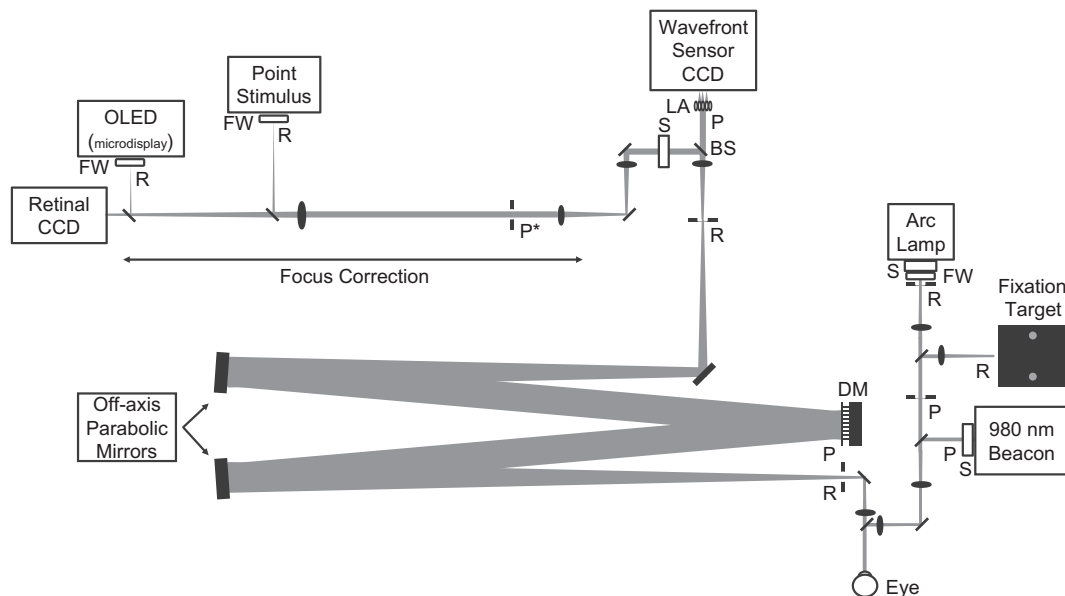 Wavefront
Sensor
CCD
Point
Stimulus
LA
P
OLED
(microdisplay)
FW
R
S
BS
FW
R
Retinal
CCD
P*
R
Focus Correction
Arc
Lamp
S
FW
R
Fixation
Target
R
DM
P
Off-axis
Parabolic
Mirrors
980 nm
Beacon
P
P
S
R
Eye